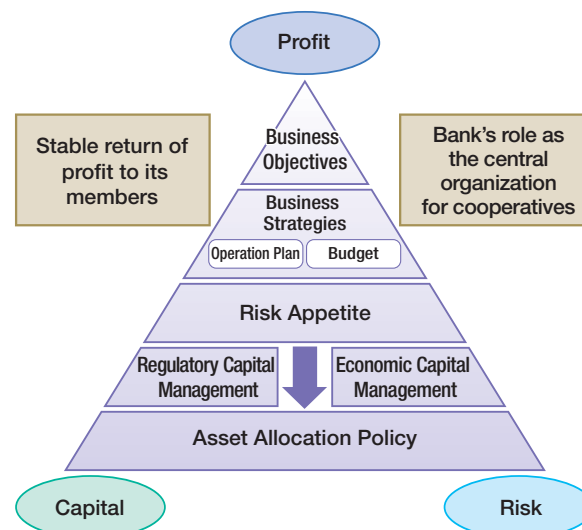 Profit
Stable return of
profit to its
members
Bank's role as
the central
organization
for cooperatives
Business
Objectives
Business
Strategies
Operation Plan
Budget
Risk Appetite
Regulatory Capital
Management
Economic Capital
Management
Asset Allocation Policy
Capital
Risk